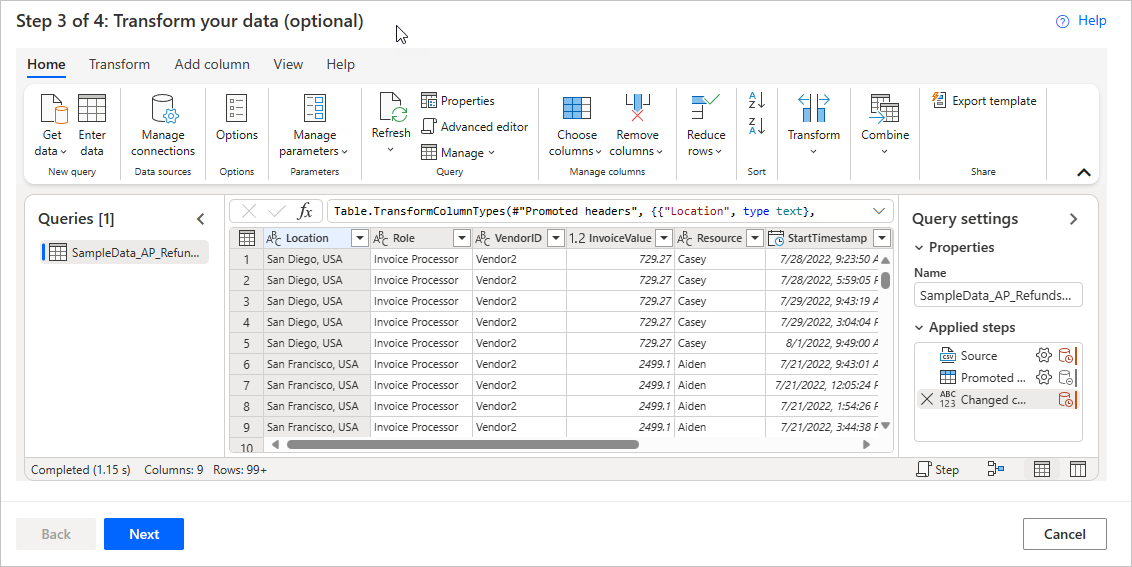 Step 3 of 4: Transform your data (optional)
Help
Home Transform Add column View Help
Get data
Enter data
New query
Manage connections
Data sources
Options
Options
Manage parameters
Parameters
Refresh
Properties
Advanced editor
Manage
Query
Choose columns
Remove columns
Manage columns
Reduce rows
A
Z
Z
A
Sort
Transform
Combine
Export template
Share
Queries [1]
SampleData_AP_Refun...
fx
Table.TransformColumnTypes(#"Promoted headers", {{"Location", type text},
ABC Location ABC Role ABC VendorID 1.2 InvoiceValue ABC Resource StartTimestamp
1 San Diego, USA Invoice Processor Vendor2 729.27 Casey 7/28/2022, 9:23:50 A
2 San Diego, USA Invoice Processor Vendor2 729.27 Casey 7/28/2022, 5:59:05 P
3 San Diego, USA Invoice Processor Vendor2 729.27 Casey 7/29/2022, 9:43:19 A
4 San Diego, USA Invoice Processor Vendor2 729.27 Casey 7/29/2022, 3:04:04 P
5 San Diego, USA Invoice Processor Vendor2 729.27 Casey 8/1/2022, 9:49:00 A
6 San Francisco, USA Invoice Processor Vendor2 2499.1 Aiden 7/21/2022, 9:43:01 A
7 San Francisco, USA Invoice Processor Vendor2 2499.1 Aiden 7/21/2022, 12:05:24 P
8 San Francisco, USA Invoice Processor Vendor2 2499.1 Aiden 7/21/2022, 1:54:26 P
9 San Francisco, USA Invoice Processor Vendor2 2499.1 Aiden 7/21/2022, 3:44:38 P
10
Query settings
Properties
Name
SampleData_AP_Refunds...
Applied steps
CSV Source
Promoted ...
ABC 123 Changed c...
Completed (1.15 s) Columns: 9 Rows: 99+
Step
Back
Next
Cancel